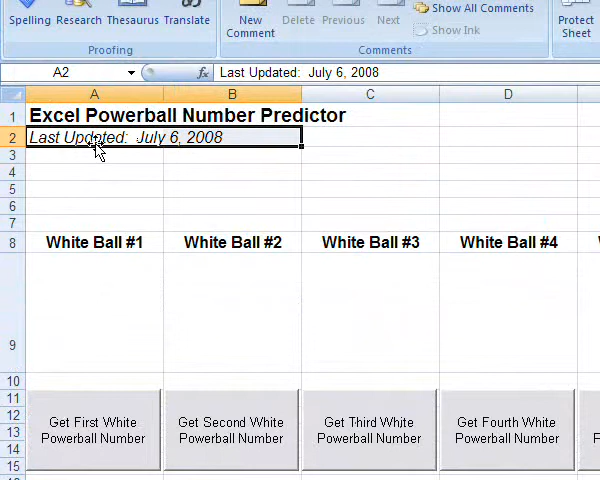 Spelling Research Thesaurus Translate
Proofing
New Comment Delete Previous Next
Show All Comments
Show Ink
Comments
Protect Sheet
A2 fx Last Updated: July 6, 2008
A B C D
1 Excel Powerball Number Predictor
2 Last Updated: July 6, 2008
3
4
5
6
7
8 White Ball #1 White Ball #2 White Ball #3 White Ball #4
9
10
11
12 Get First White Get Second White Get Third White Get Fourth White
13 Powerball Number Powerball Number Powerball Number Powerball Number
14
15